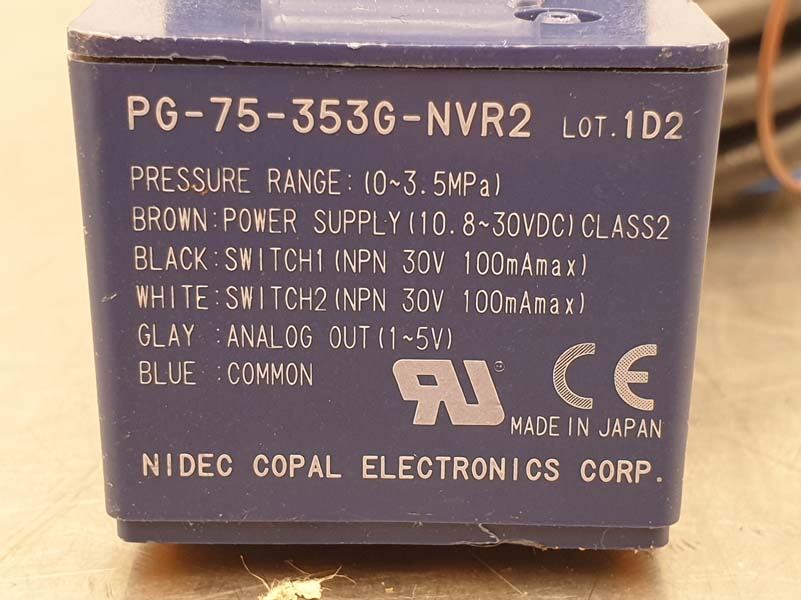 PG-75-353G-NVR2 LOT.1D2
PRESSURE RANGE:(0~3.5MPa)
BROWN:POWER SUPPLY(10.8~30VDC)CLASS2
BLACK:SWITCH1(NPN 30V 100mAmax)
WHITE:SWITCH2(NPN 30V 100mAmax)
GLAY :ANALOG OUT(1~5V)
BLUE :COMMON
RU® CE
MADE IN JAPAN
NIDEC COPAL ELECTRONICS CORP.